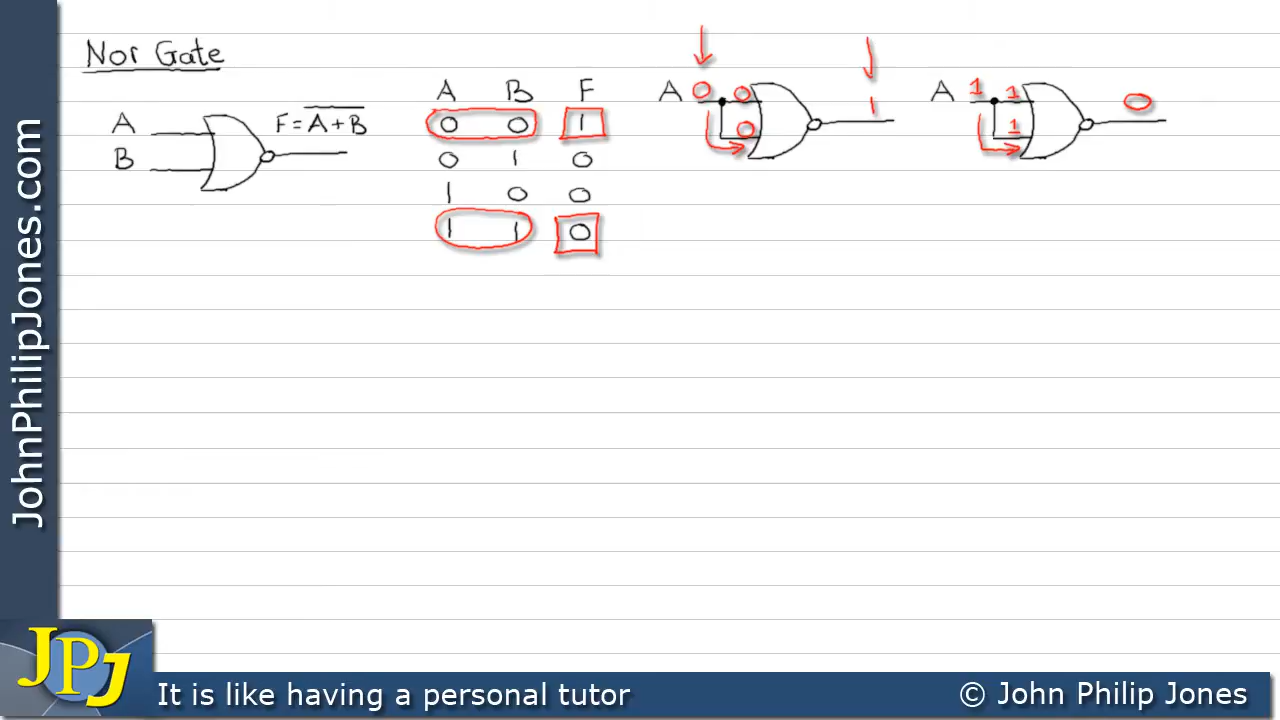 Nor Gate
A
B
F = \overline{A+B}
A B F
0 0 1
0 1 0
1 0 0
1 1 0
A 0 0
0
1
A 1 1
1
0
JohnPhilipJones.com
JPJ
It is like having a personal tutor
© John Philip Jones